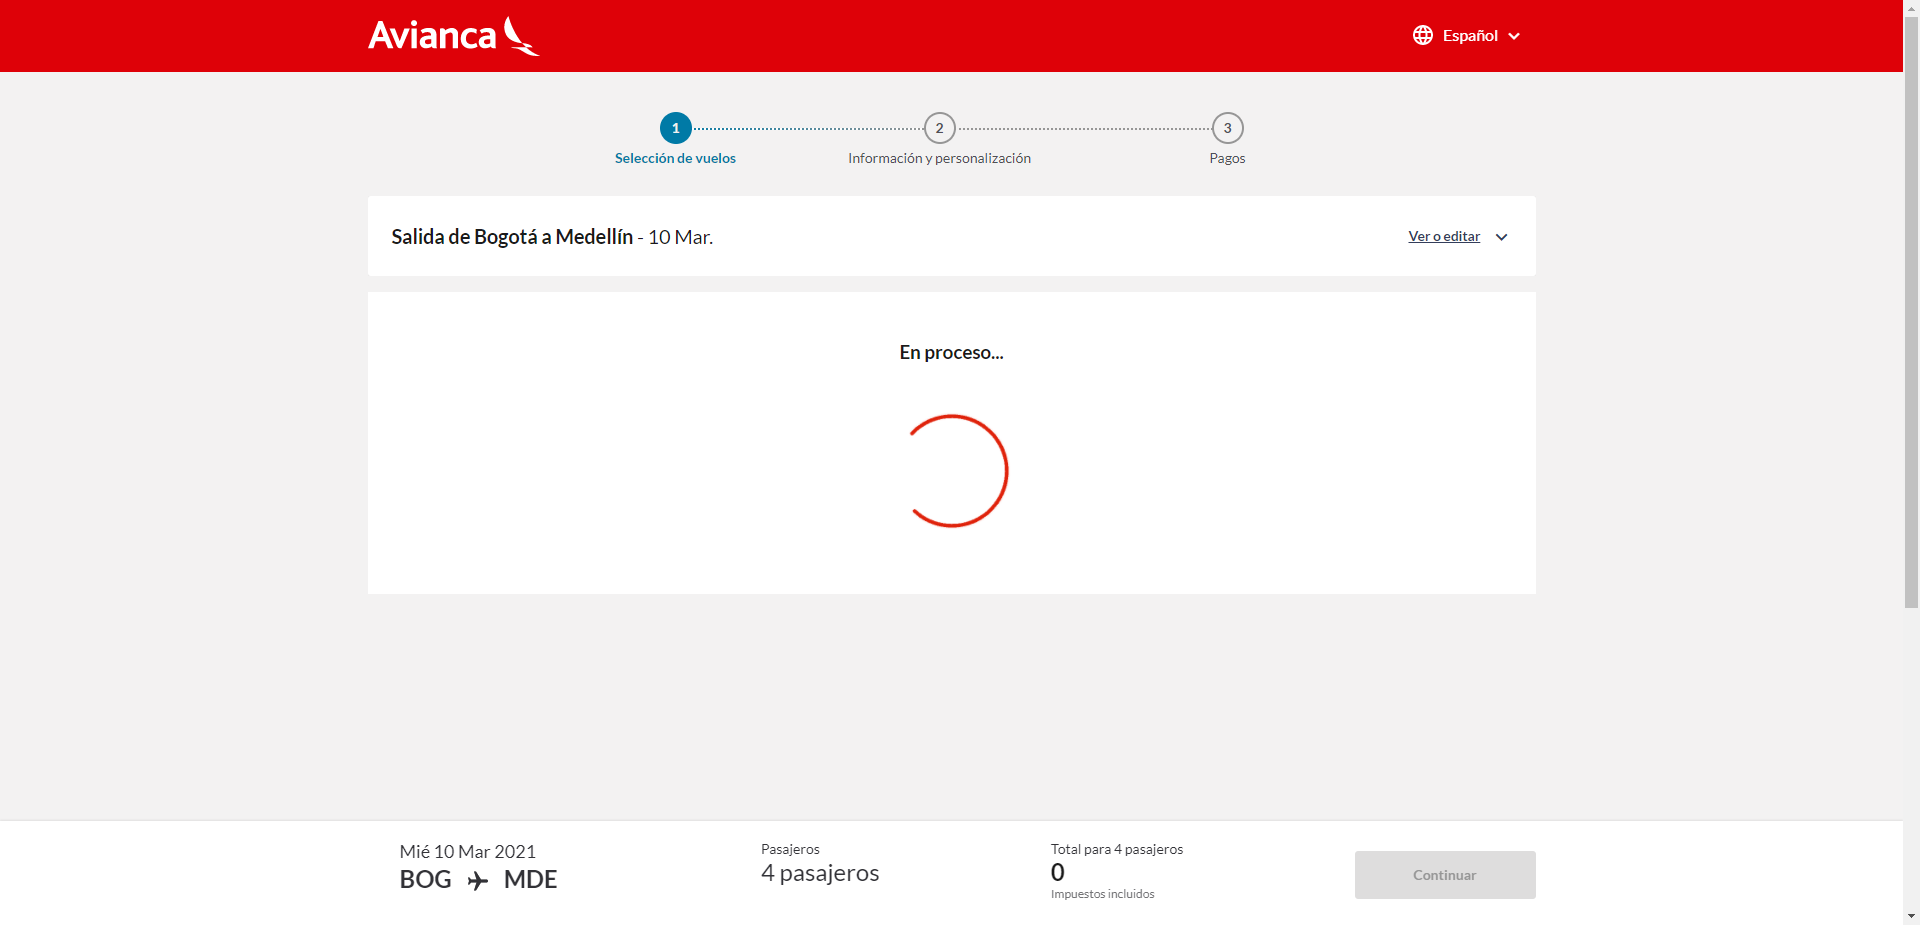 Avianca
Español
1
2
3
Selección de vuelos
Información y personalización
Pagos
Salida de Bogotá a Medellín - 10 Mar.
Ver o editar
En proceso...
Mié 10 Mar 2021
BOG MDE
Pasajeros
4 pasajeros
Total para 4 pasajeros
0
Impuestos incluidos
Continuar